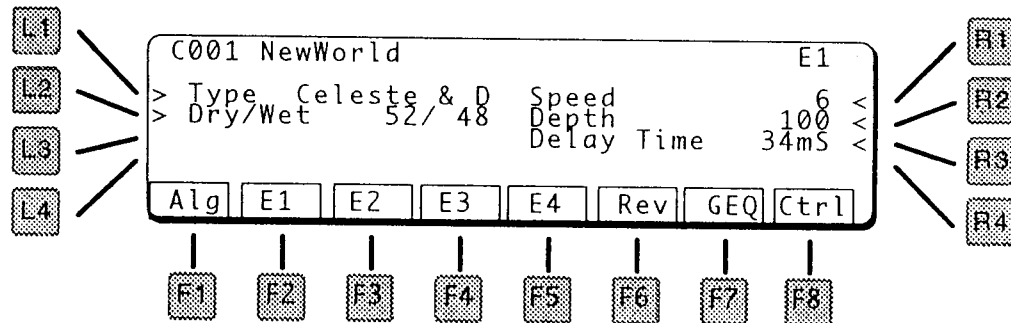 L1
L2
L3
L4
C001 NewWorld E1
> Type Celeste & D Speed 6 <
> Dry/Wet 52/ 48 Depth 100 <
Delay Time 34mS <
Alg E1 E2 E3 E4 Rev GEQ Ctrl
R1
R2
R3
R4
F1 F2 F3 F4 F5 F6 F7 F8